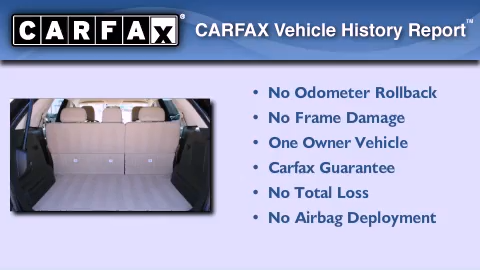 CARFAX® CARFAX Vehicle History Report™
• No Odometer Rollback
• No Frame Damage
• One Owner Vehicle
• Carfax Guarantee
• No Total Loss
• No Airbag Deployment